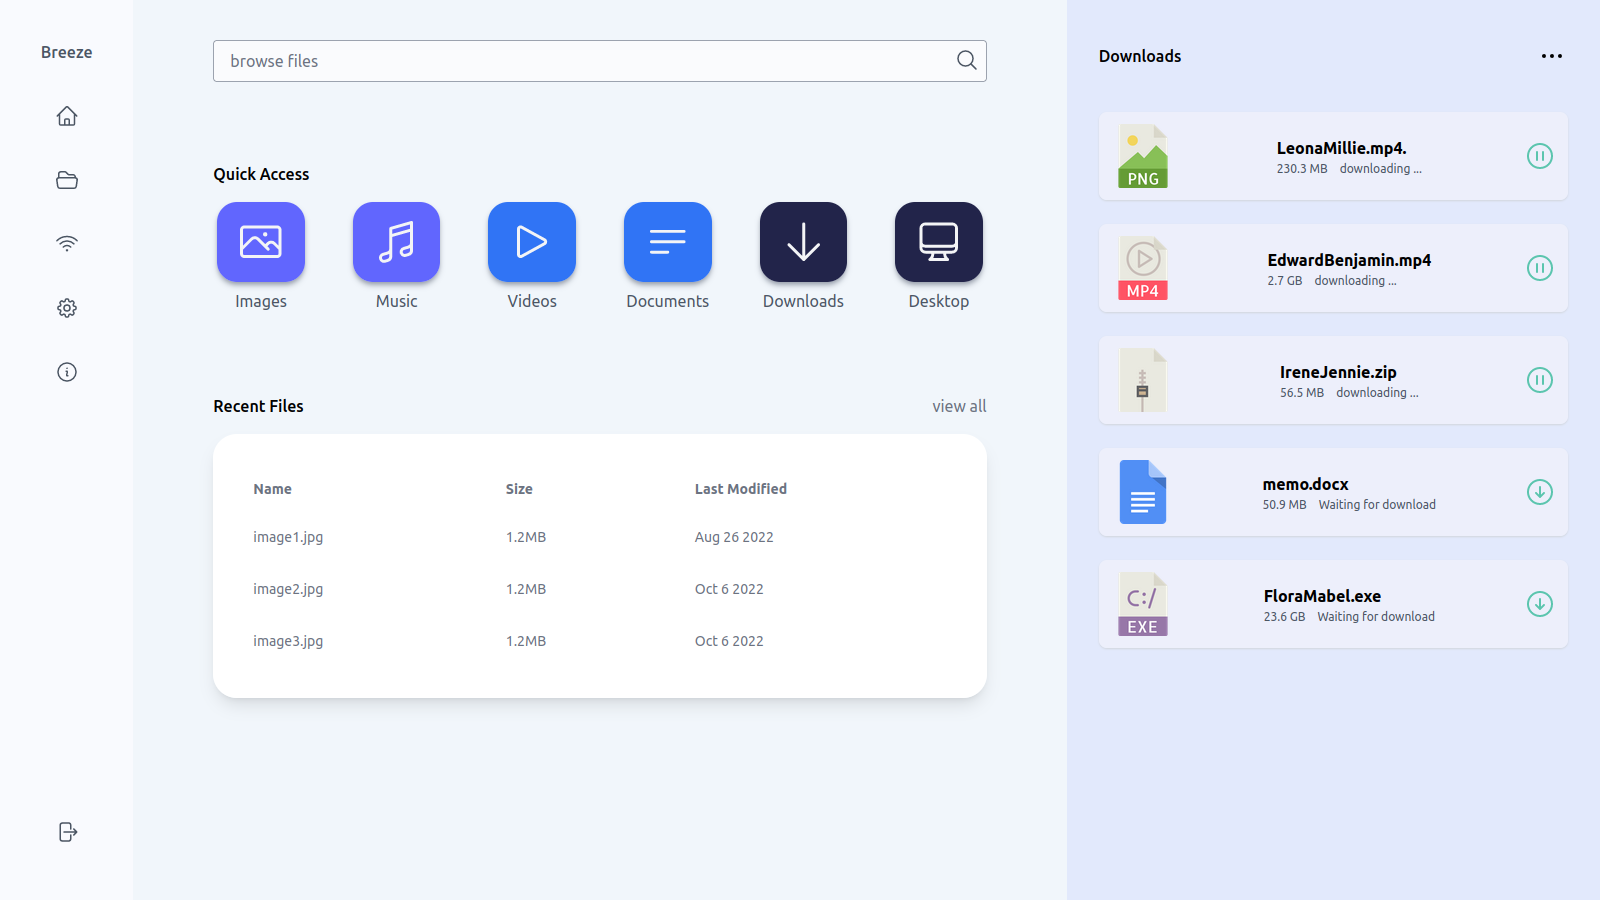 Breeze
browse files
Quick Access
Images Music Videos Documents Downloads Desktop
Recent Files view all
Name Size Last Modified
image1.jpg 1.2MB Aug 26 2022
image2.jpg 1.2MB Oct 6 2022
image3.jpg 1.2MB Oct 6 2022
Downloads
PNG
LeonaMillie.mp4.
230.3 MB downloading ...
MP4
EdwardBenjamin.mp4
2.7 GB downloading ...
IreneJennie.zip
56.5 MB downloading ...
memo.docx
50.9 MB Waiting for download
C:/
EXE
FloraMabel.exe
23.6 GB Waiting for download